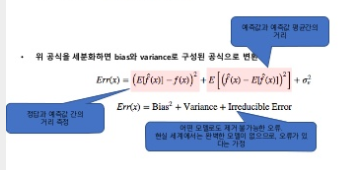 예측값과 예측값 평균간의
거리
• 위 공식을 세분화하면 bias와 variance로 구성된 공식으로 변환
Err(x) = (E[f̂(x)] − f(x))² + E[(f̂(x) − E[f̂(x)])²] + σₑ²
Err(x) = Bias² + Variance + Irreducible Error
정답과 예측값 간의
거리 측정
어떤 모델로도 제거 불가능한 오류.
현실 세계에서는 완벽한 모델이 없으므로, 오류가 있
다는 가정